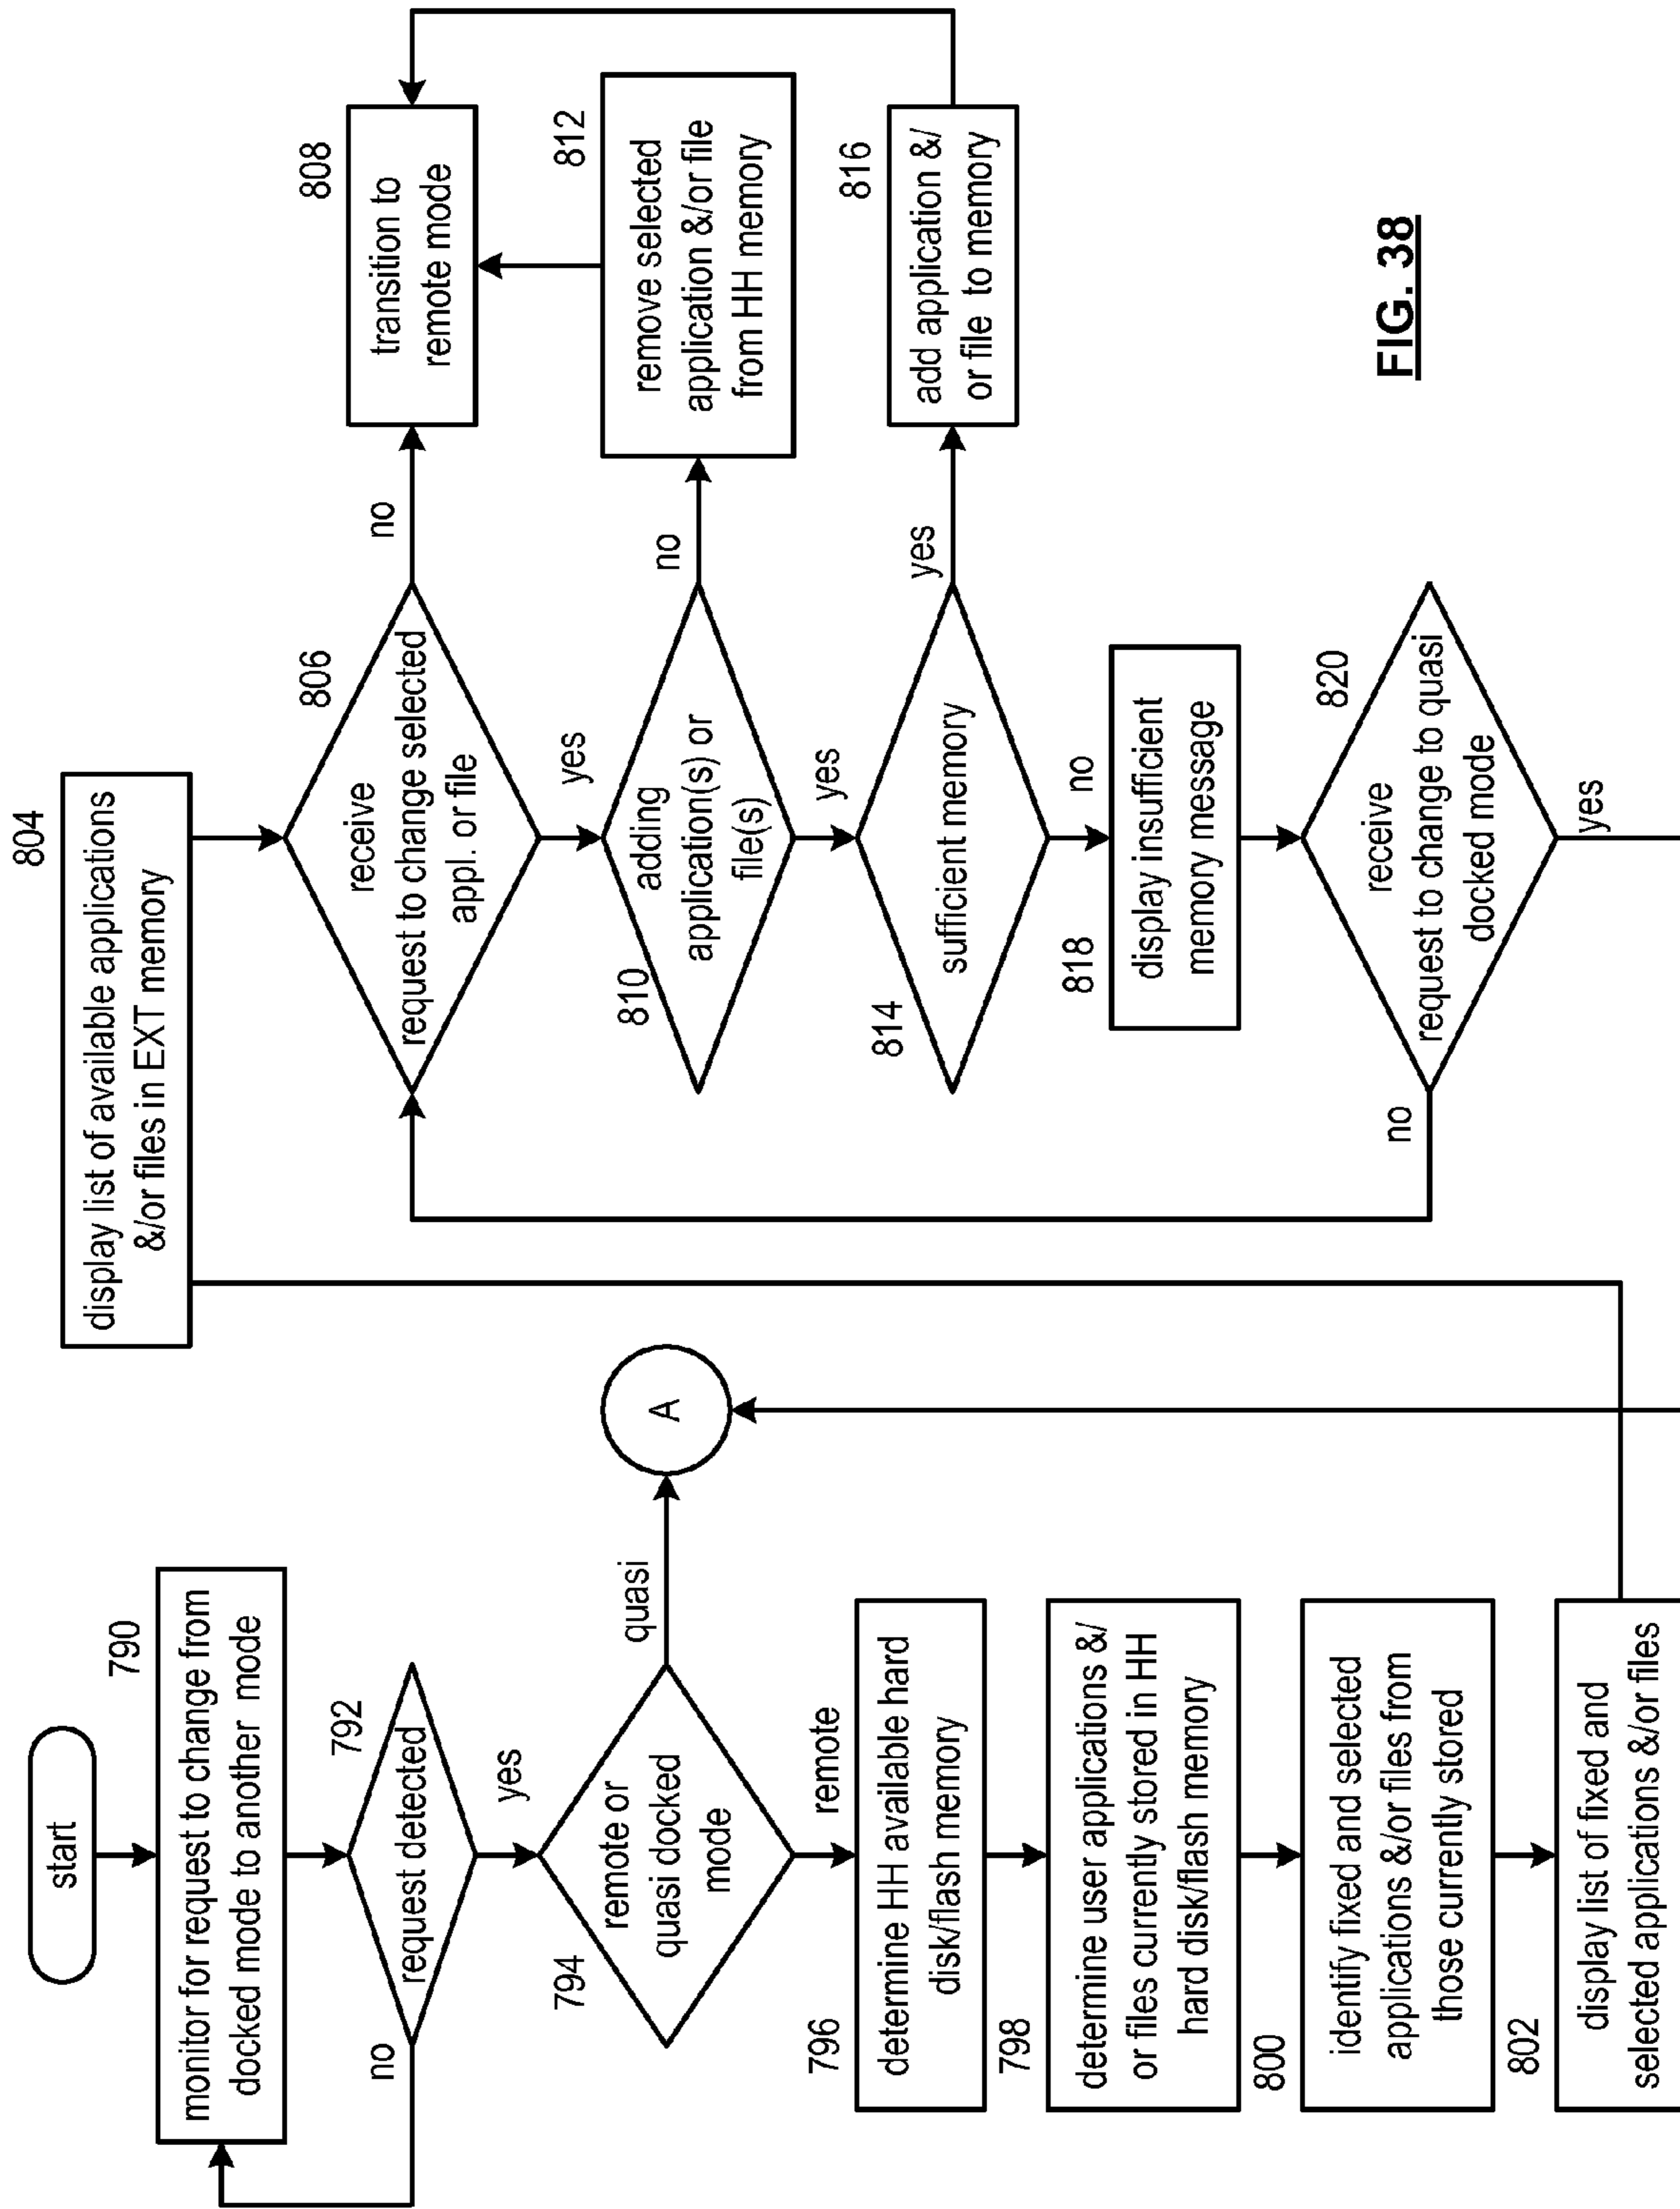 start
790
monitor for request to change from
docked mode to another mode
792
request detected
no
yes
794
remote or
quasi docked
mode
quasi
A
remote
796
determine HH available hard
disk/flash memory
798
determine user applications &/
or files currently stored in HH
hard disk/flash memory
800
identify fixed and selected
applications &/or files from
those currently stored
802
display list of fixed and
selected applications &/or files
804
display list of available applications
&/or files in EXT memory
806
receive
request to change selected
appl. or file
no
808
transition to
remote mode
yes
810
adding
application(s) or
file(s)
no
812
remove selected
application &/or file
from HH memory
yes
814
sufficient memory
yes
816
add application &/
or file to memory
no
818
display insufficient
memory message
820
receive
request to change to quasi
docked mode
no
yes
FIG. 38